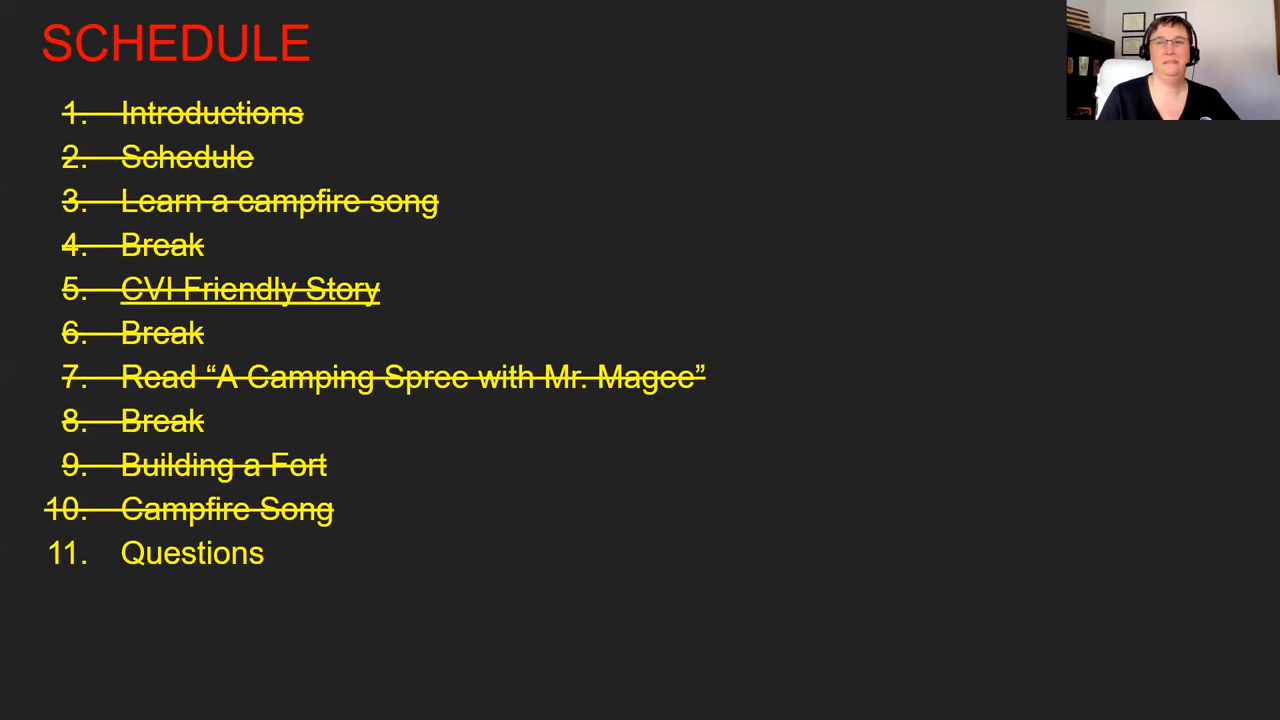 SCHEDULE
1. Introductions
2. Schedule
3. Learn a campfire song
4. Break
5. CVI Friendly Story
6. Break
7. Read “A Camping Spree with Mr. Magee”
8. Break
9. Building a Fort
10. Campfire Song
11. Questions